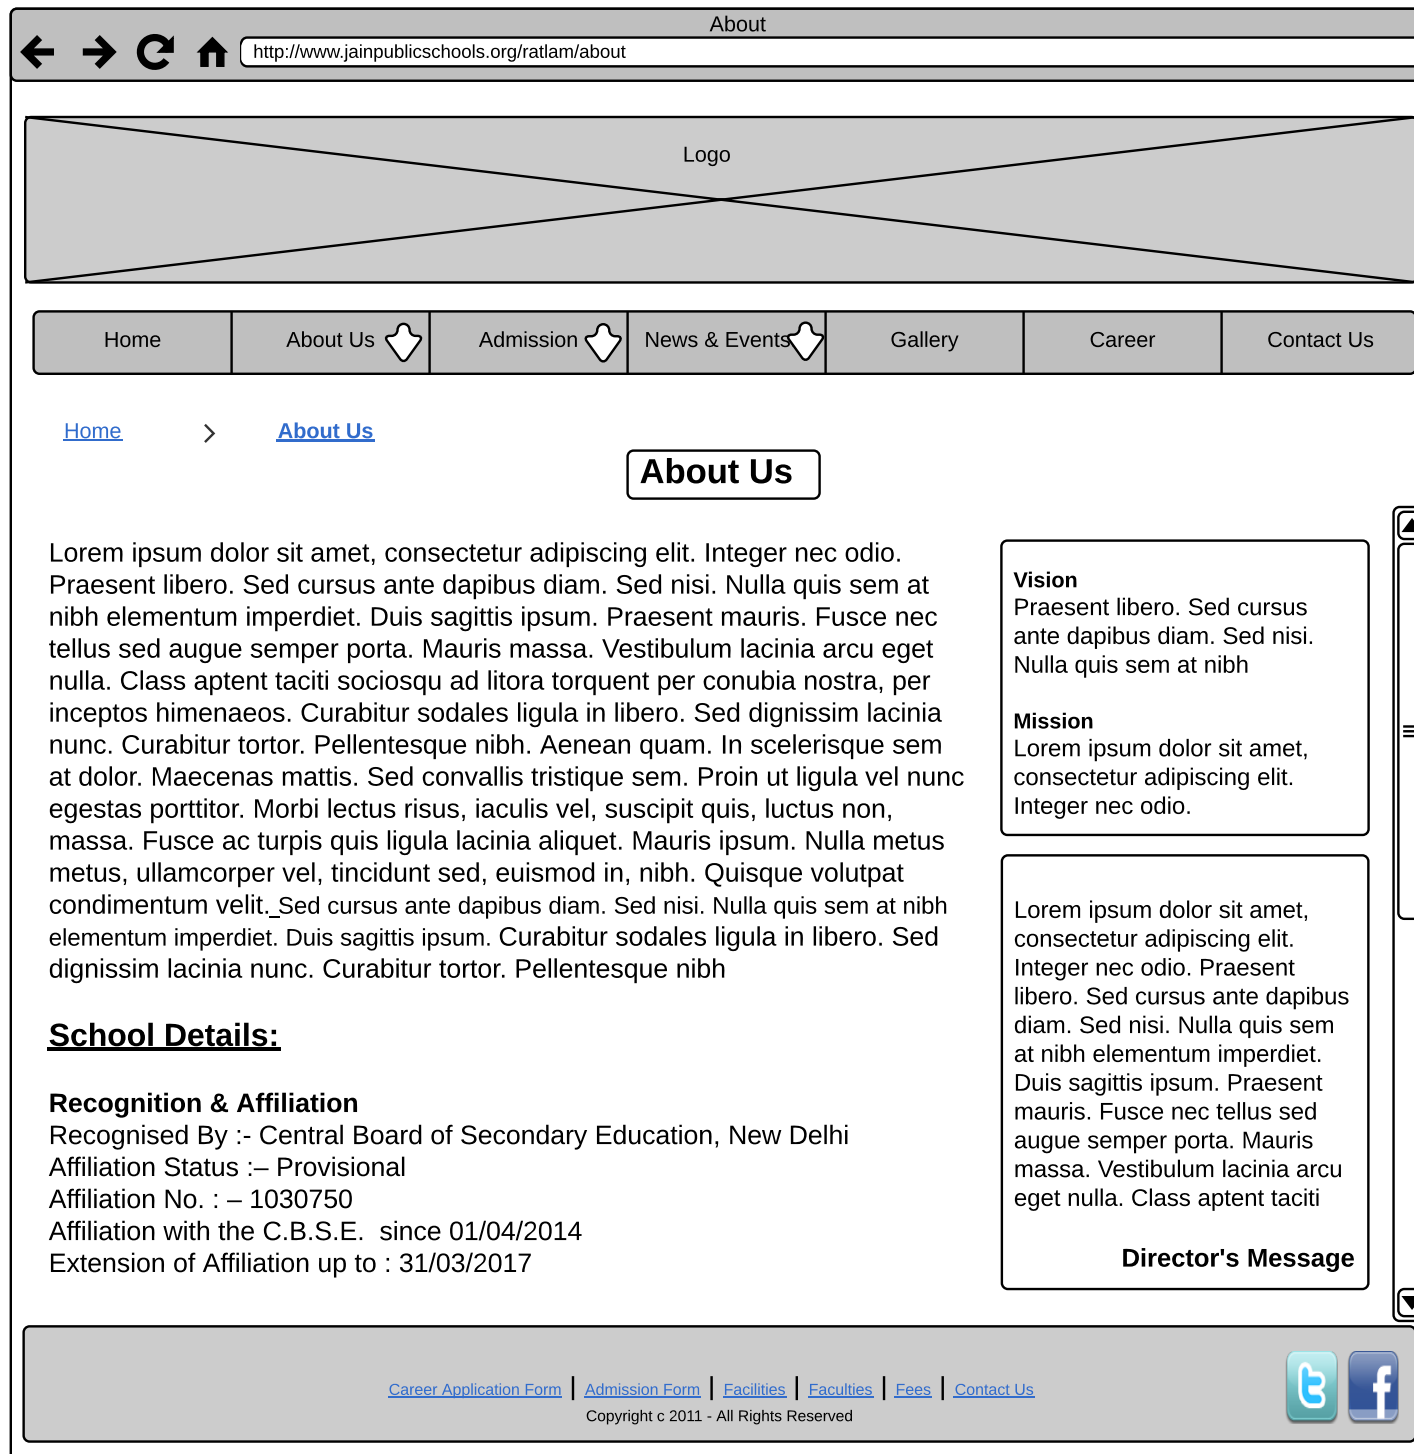 About
http://www.jainpublicschools.org/ratlam/about
Logo
Home
About Us
Admission
News & Events
Gallery
Career
Contact Us
Home
About Us
About Us
Lorem ipsum dolor sit amet, consectetur adipiscing elit. Integer nec odio.
Praesent libero. Sed cursus ante dapibus diam. Sed nisi. Nulla quis sem at
nibh elementum imperdiet. Duis sagittis ipsum. Praesent mauris. Fusce nec
tellus sed augue semper porta. Mauris massa. Vestibulum lacinia arcu eget
nulla. Class aptent taciti sociosqu ad litora torquent per conubia nostra, per
inceptos himenaeos. Curabitur sodales ligula in libero. Sed dignissim lacinia
nunc. Curabitur tortor. Pellentesque nibh. Aenean quam. In scelerisque sem
at dolor. Maecenas mattis. Sed convallis tristique sem. Proin ut ligula vel nunc
egestas porttitor. Morbi lectus risus, iaculis vel, suscipit quis, luctus non,
massa. Fusce ac turpis quis ligula lacinia aliquet. Mauris ipsum. Nulla metus
metus, ullamcorper vel, tincidunt sed, euismod in, nibh. Quisque volutpat
condimentum velit. Sed cursus ante dapibus diam. Sed nisi. Nulla quis sem at nibh
elementum imperdiet. Duis sagittis ipsum. Curabitur sodales ligula in libero. Sed
dignissim lacinia nunc. Curabitur tortor. Pellentesque nibh
School Details:
Recognition & Affiliation
Recognised By :- Central Board of Secondary Education, New Delhi
Affiliation Status :– Provisional
Affiliation No. : – 1030750
Affiliation with the C.B.S.E.  since 01/04/2014
Extension of Affiliation up to : 31/03/2017
Vision
Praesent libero. Sed cursus
ante dapibus diam. Sed nisi.
Nulla quis sem at nibh
Mission
Lorem ipsum dolor sit amet,
consectetur adipiscing elit.
Integer nec odio.
Lorem ipsum dolor sit amet,
consectetur adipiscing elit.
Integer nec odio. Praesent
libero. Sed cursus ante dapibus
diam. Sed nisi. Nulla quis sem
at nibh elementum imperdiet.
Duis sagittis ipsum. Praesent
mauris. Fusce nec tellus sed
augue semper porta. Mauris
massa. Vestibulum lacinia arcu
eget nulla. Class aptent taciti
Director's Message
Career Application Form | Admission Form | Facilities | Faculties | Fees | Contact Us
Copyright c 2011 - All Rights Reserved